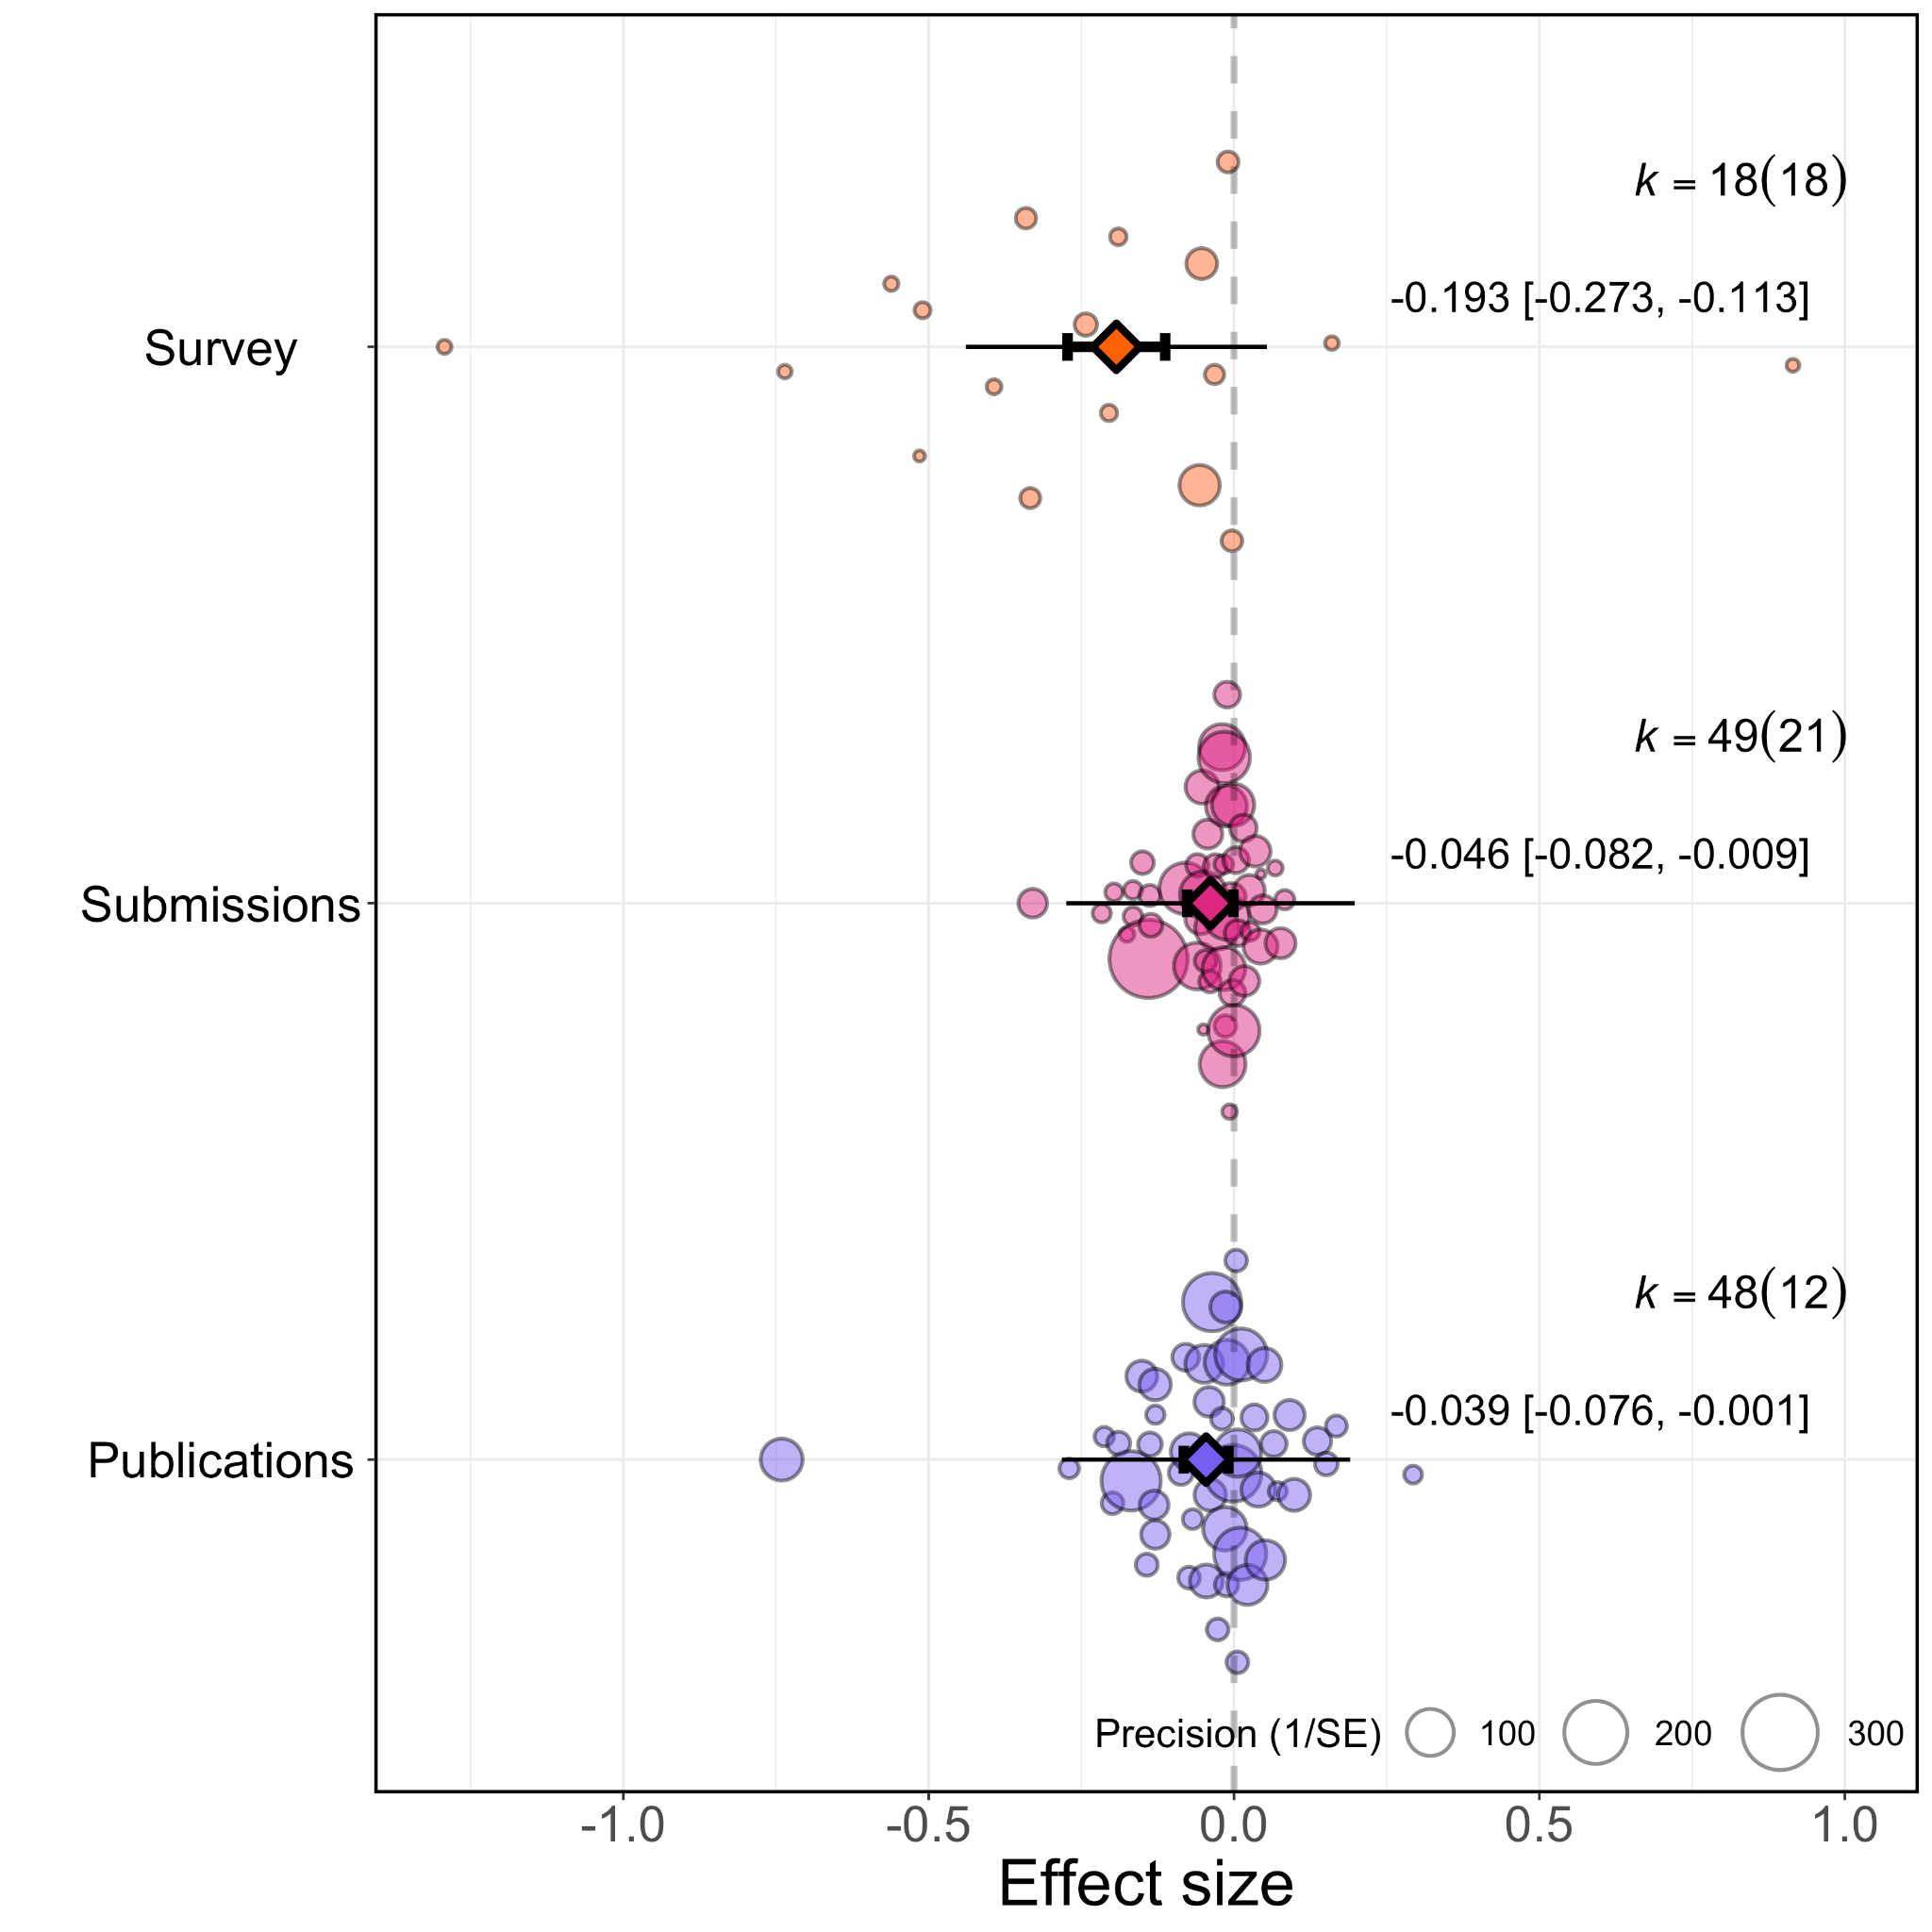 k = 18(18)
-0.193 [-0.273, -0.113]
Survey
k = 49(21)
-0.046 [-0.082, -0.009]
Submissions
k = 48(12)
-0.039 [-0.076, -0.001]
Publications
Precision (1/SE) 100 200 300
-1.0 -0.5 0.0 0.5 1.0
Effect size